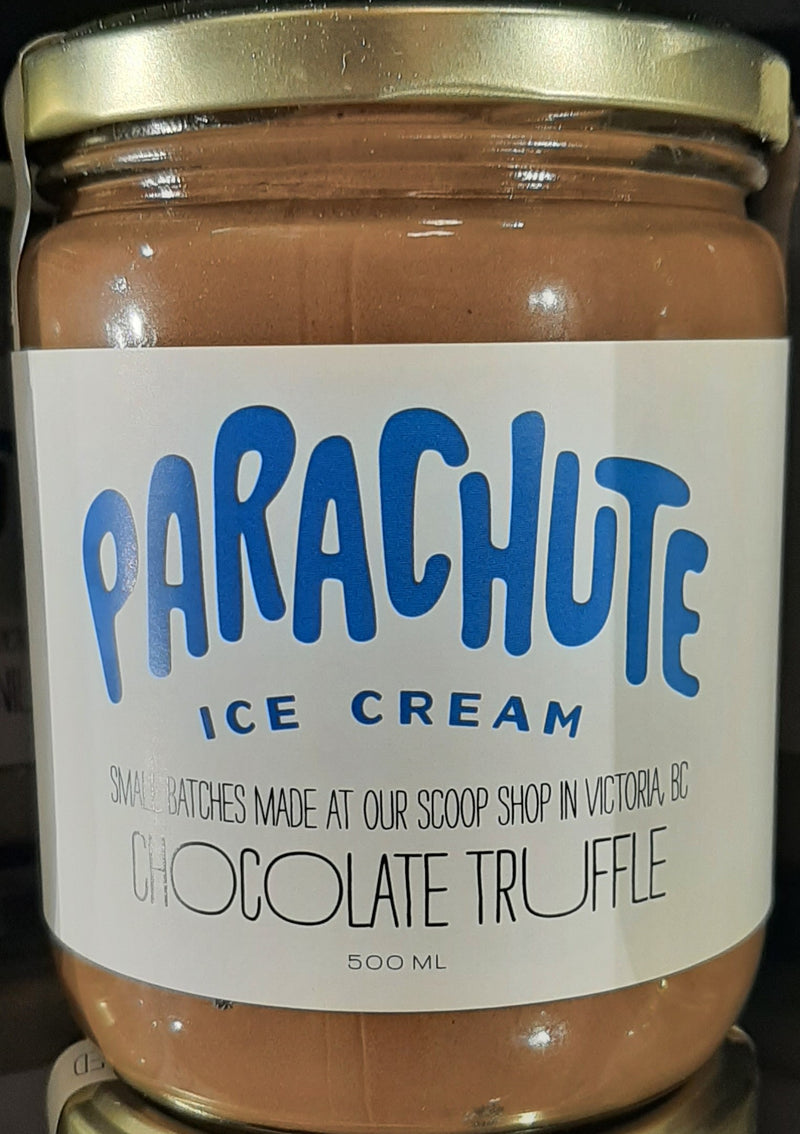 PARACHUTE
ICE CREAM
SMALL BATCHES MADE AT OUR SCOOP SHOP IN VICTORIA, BC
CHOCOLATE TRUFFLE
500 ML